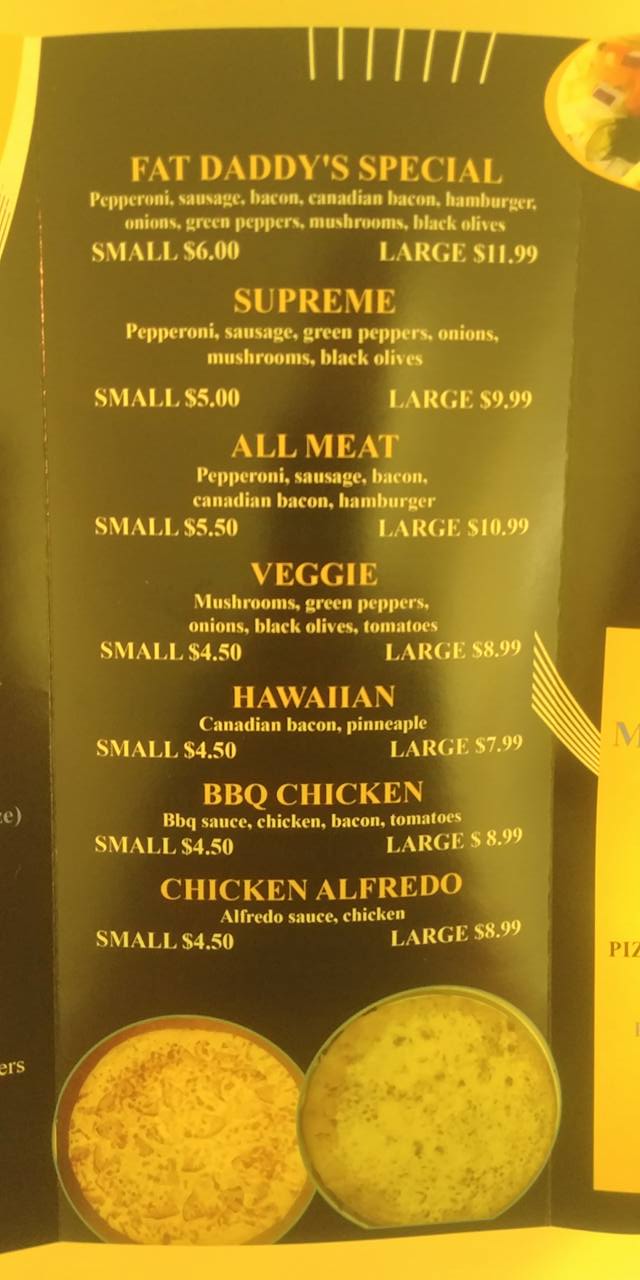 FAT DADDY'S SPECIAL
Pepperoni, sausage, bacon, canadian bacon, hamburger,
onions, green peppers, mushrooms, black olives
SMALL $6.00 LARGE $11.99
SUPREME
Pepperoni, sausage, green peppers, onions,
mushrooms, black olives
SMALL $5.00 LARGE $9.99
ALL MEAT
Pepperoni, sausage, bacon,
canadian bacon, hamburger
SMALL $5.50 LARGE $10.99
VEGGIE
Mushrooms, green peppers,
onions, black olives, tomatoes
SMALL $4.50 LARGE $8.99
HAWAIIAN
Canadian bacon, pinneaple
SMALL $4.50 LARGE $7.99
BBQ CHICKEN
Bbq sauce, chicken, bacon, tomatoes
SMALL $4.50 LARGE $ 8.99
CHICKEN ALFREDO
Alfredo sauce, chicken
SMALL $4.50 LARGE $8.99